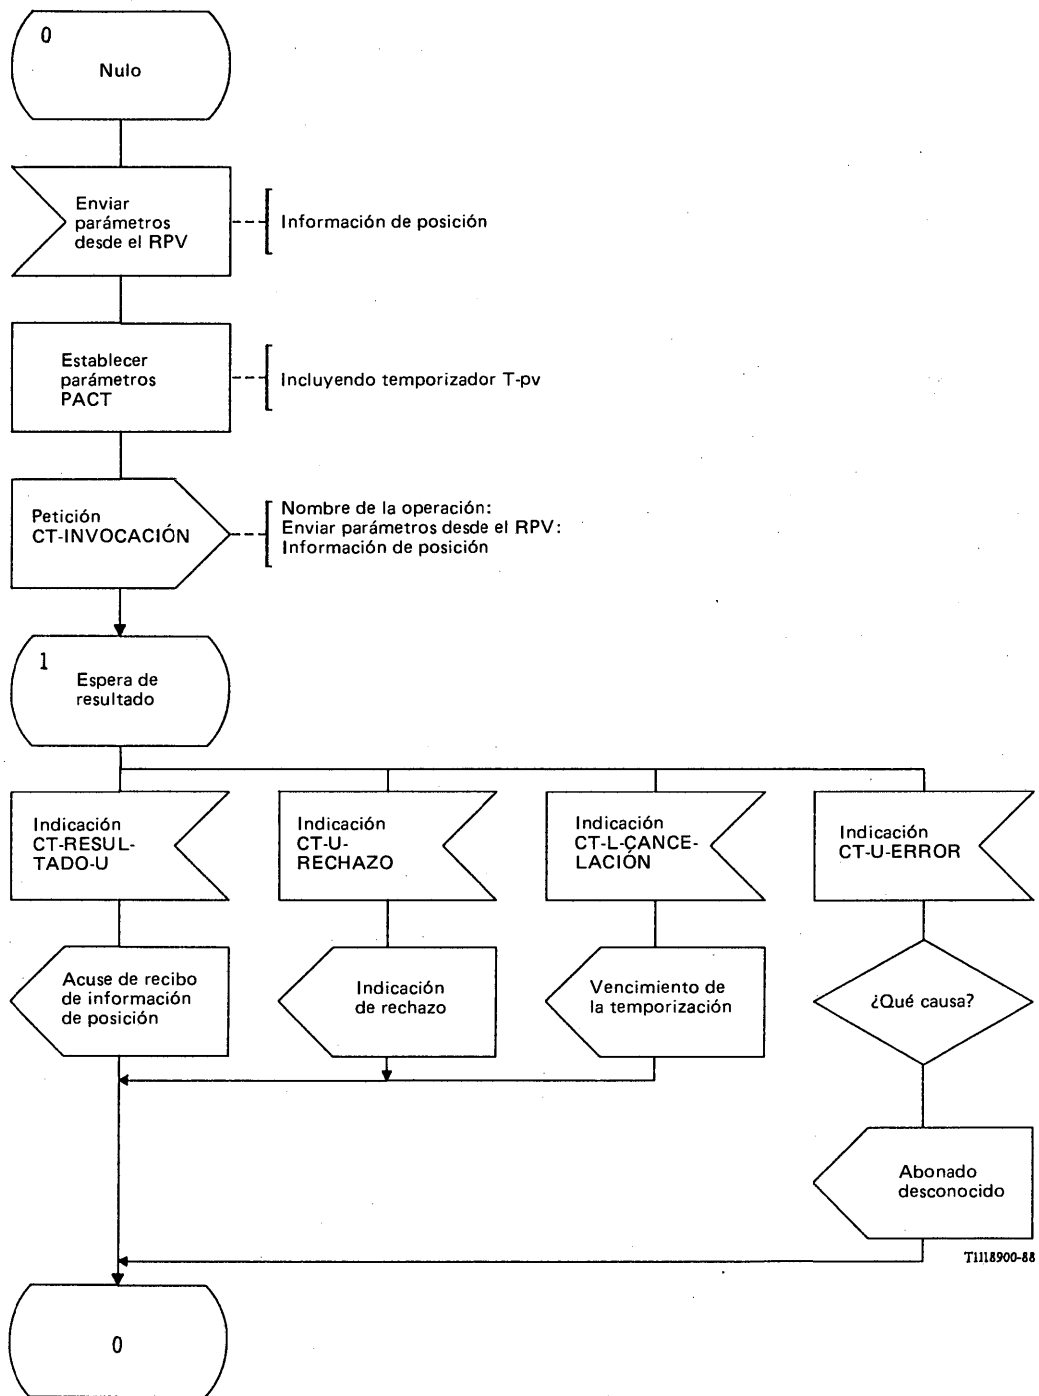 0
Nulo
Enviar
parámetros
desde el RPV
Información de posición
Establecer
parámetros
PACT
Incluyendo temporizador T-pv
Petición
CT-INVOCACIÓN
Nombre de la operación:
Enviar parámetros desde el RPV:
Información de posición
1
Espera de
resultado
Indicación
CT-RESUL-
TADO-U
Indicación
CT-U-
RECHAZO
Indicación
CT-L-CANCE-
LACIÓN
Indicación
CT-U-ERROR
Acuse de recibo
de información
de posición
Indicación
de rechazo
Vencimiento de
la temporización
¿Qué causa?
Abonado
desconocido
T1118900-88
0